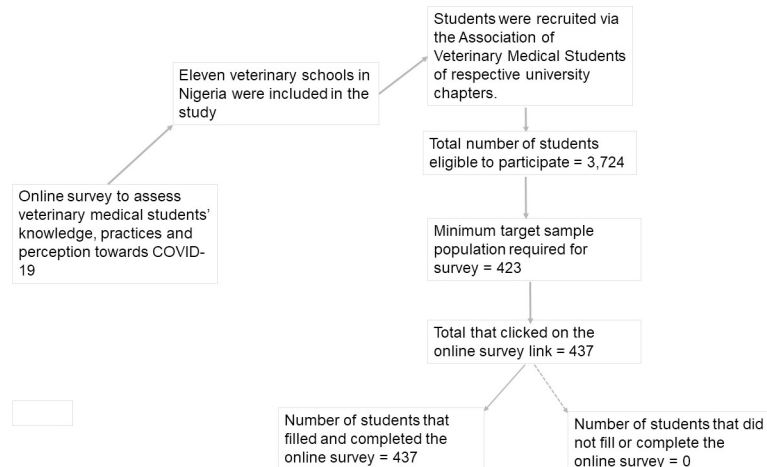 Online survey to assess
veterinary medical students'
knowledge, practices and
perception towards COVID-
19
Eleven veterinary schools in
Nigeria were included in the
study
Students were recruited via
the Association of
Veterinary Medical Students
of respective university
chapters.
Total number of students
eligible to participate = 3,724
Minimum target sample
population required for
survey = 423
Total that clicked on the
online survey link = 437
Number of students that
filled and completed the
online survey = 437
Number of students that did
not fill or complete the
online survey = 0